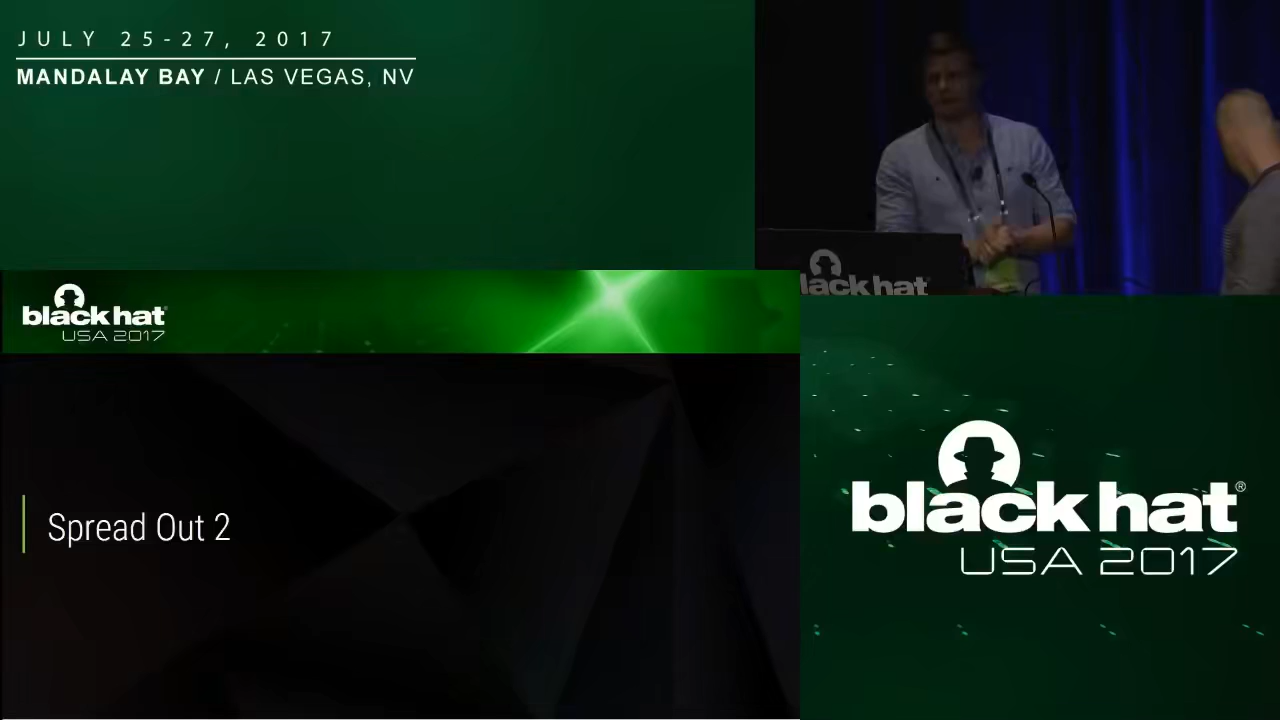 JULY 25-27, 2017
MANDALAY BAY / LAS VEGAS, NV
black hat
black hat
USA 2017
Spread Out 2
black hat®
USA 2017